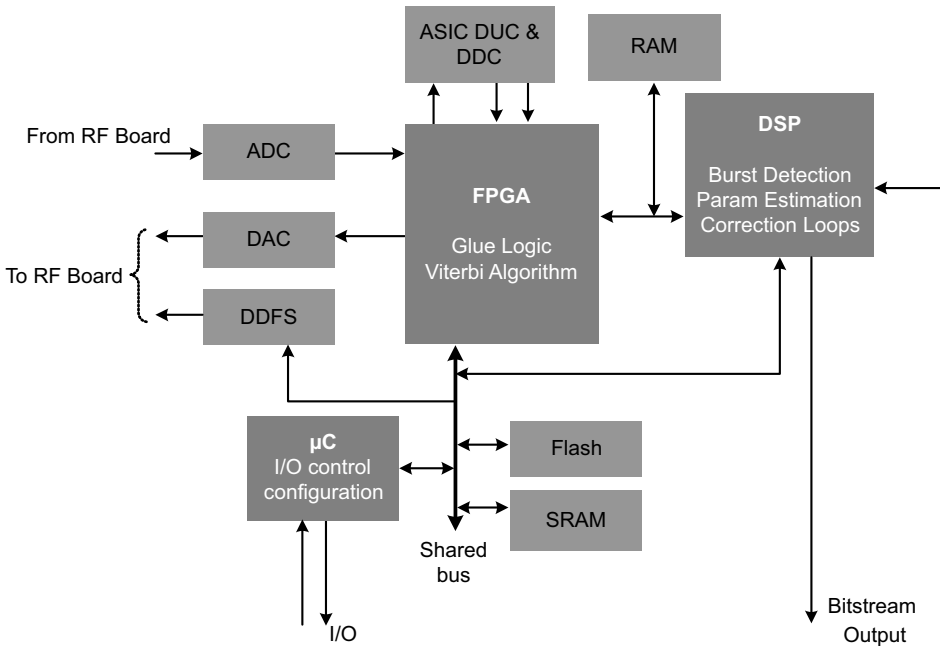 ASIC DUC &
DDC
RAM
From RF Board
ADC
DSP
Burst Detection
Param Estimation
Correction Loops
FPGA
Glue Logic
Viterbi Algorithm
DAC
To RF Board
DDFS
µC
I/O control
configuration
Flash
SRAM
Shared
bus
I/O
Bitstream
Output